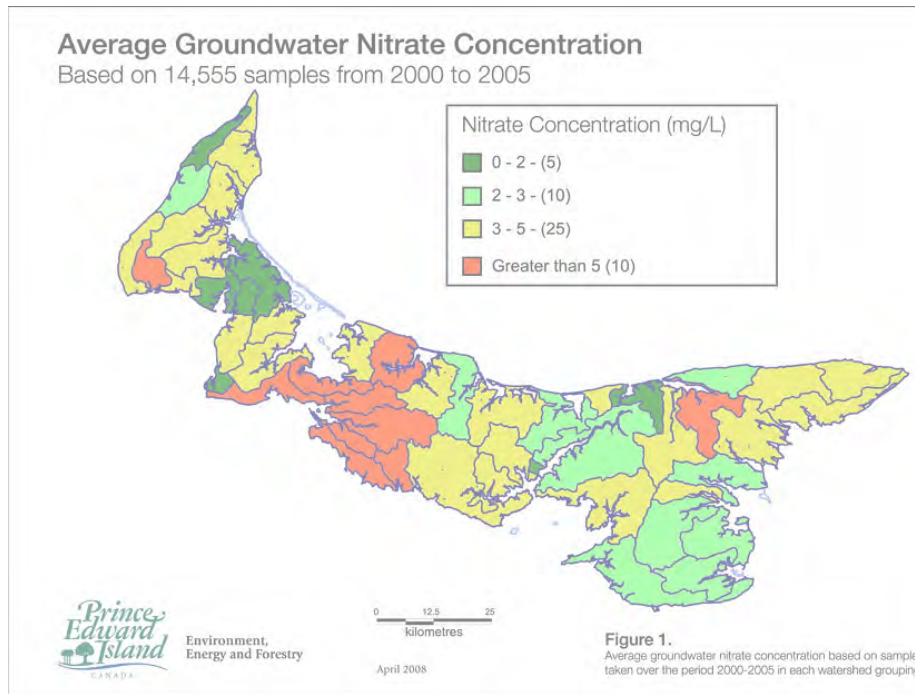 Average Groundwater Nitrate Concentration
Based on 14,555 samples from 2000 to 2005
Nitrate Concentration (mg/L)
0 - 2 - (5)
2 - 3 - (10)
3 - 5 - (25)
Greater than 5 (10)
Prince
Edward
Island
CANADA
Environment,
Energy and Forestry
0 12.5 25
kilometres
April 2008
Figure 1.
Average groundwater nitrate concentration based on sample
taken over the period 2000-2005 in each watershed grouping